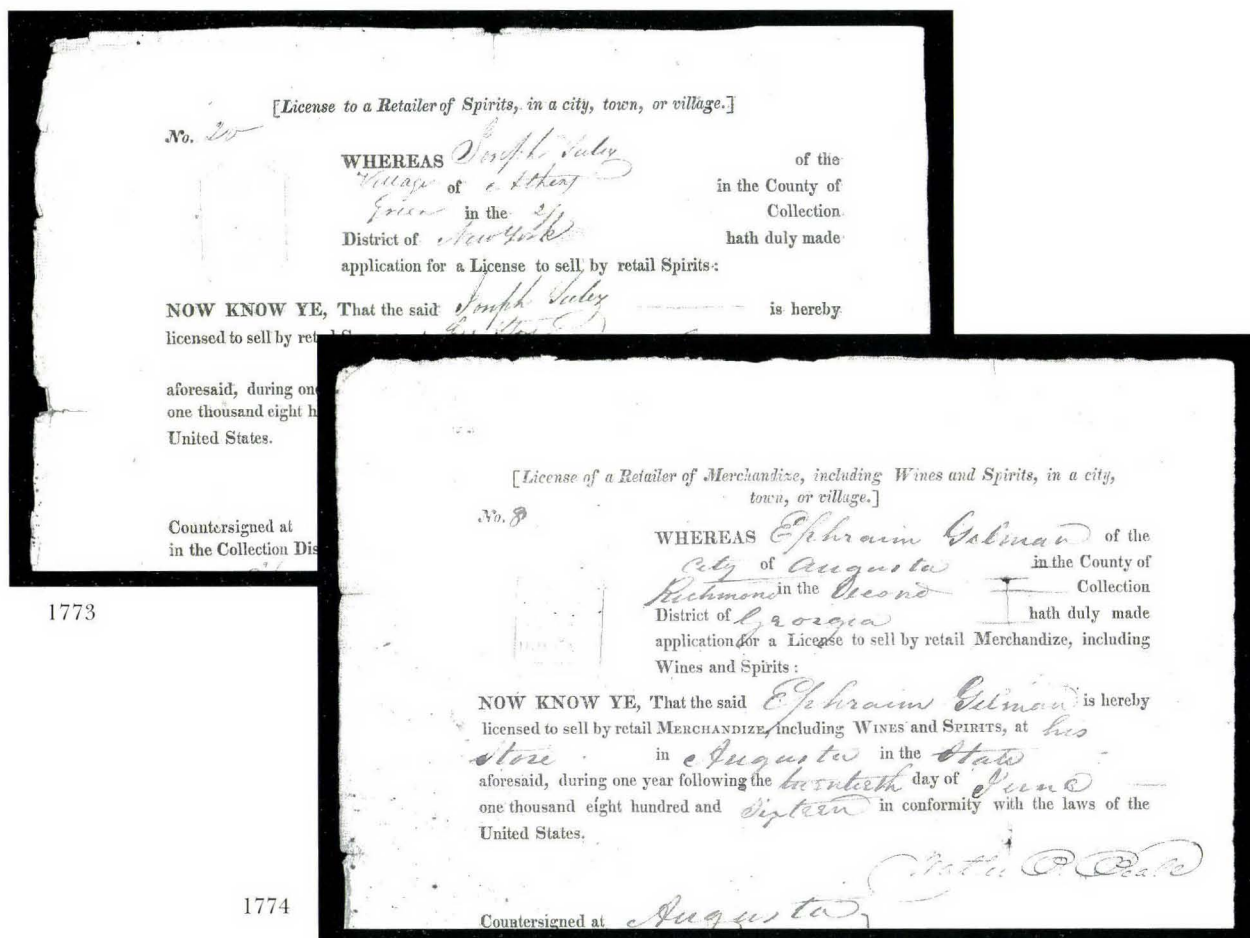 [License to a Retailer of Spirits, in a city, town, or village.]
No. 20
WHEREAS Joseph Seeley of the
Village of Athens in the County of
Green in the 2d Collection
District of New York hath duly made
application for a License to sell by retail Spirits:
NOW KNOW YE, That the said Joseph Seeley is hereby
licensed to sell by ret
aforesaid, during one
one thousand eight h
United States.
Countersigned at
in the Collection Dis
1773
[License of a Retailer of Merchandize, including Wines and Spirits, in a city,
town, or village.]
No. 8
WHEREAS Ephraim Gilman of the
City of Augusta in the County of
Richmond in the Second Collection
District of Georgia hath duly made
application for a License to sell by retail Merchandize, including
Wines and Spirits:
NOW KNOW YE, That the said Ephraim Gilman is hereby
licensed to sell by retail MERCHANDIZE, including WINES and SPIRITS, at his
store in Augusta in the State
aforesaid, during one year following the twentieth day of June
one thousand eight hundred and Sixteen in conformity with the laws of the
United States.
Countersigned at Augusta
1774